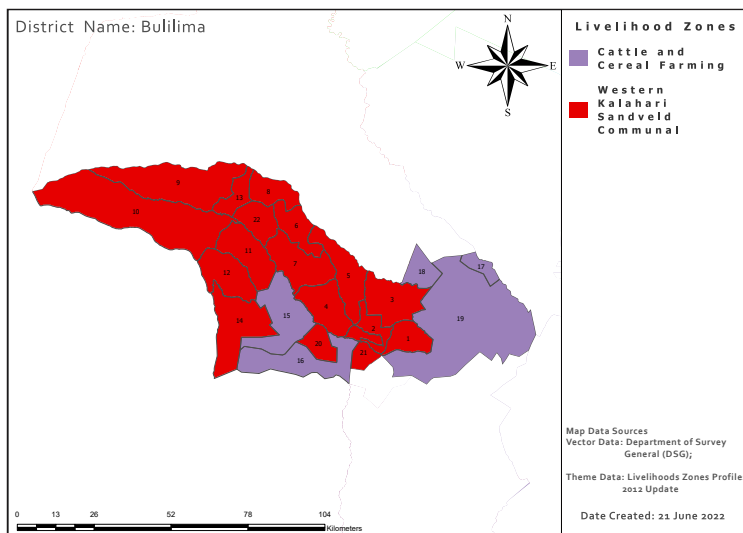 District Name: Bulilima
N
W
E
S
Livelihood Zones
Cattle and
Cereal Farming
Western
Kalahari
Sandveld
Communal
9
8
13
10
22
6
11
7
12
5
18
17
3
4
14
15
19
2
20
21
16
Map Data Sources
Vector Data: Department of Survey
General (DSG);
Theme Data: Livelihoods Zones Profile
2012 Update
Date Created: 21 June 2022
0 13 26 52 78 104
Kilometers